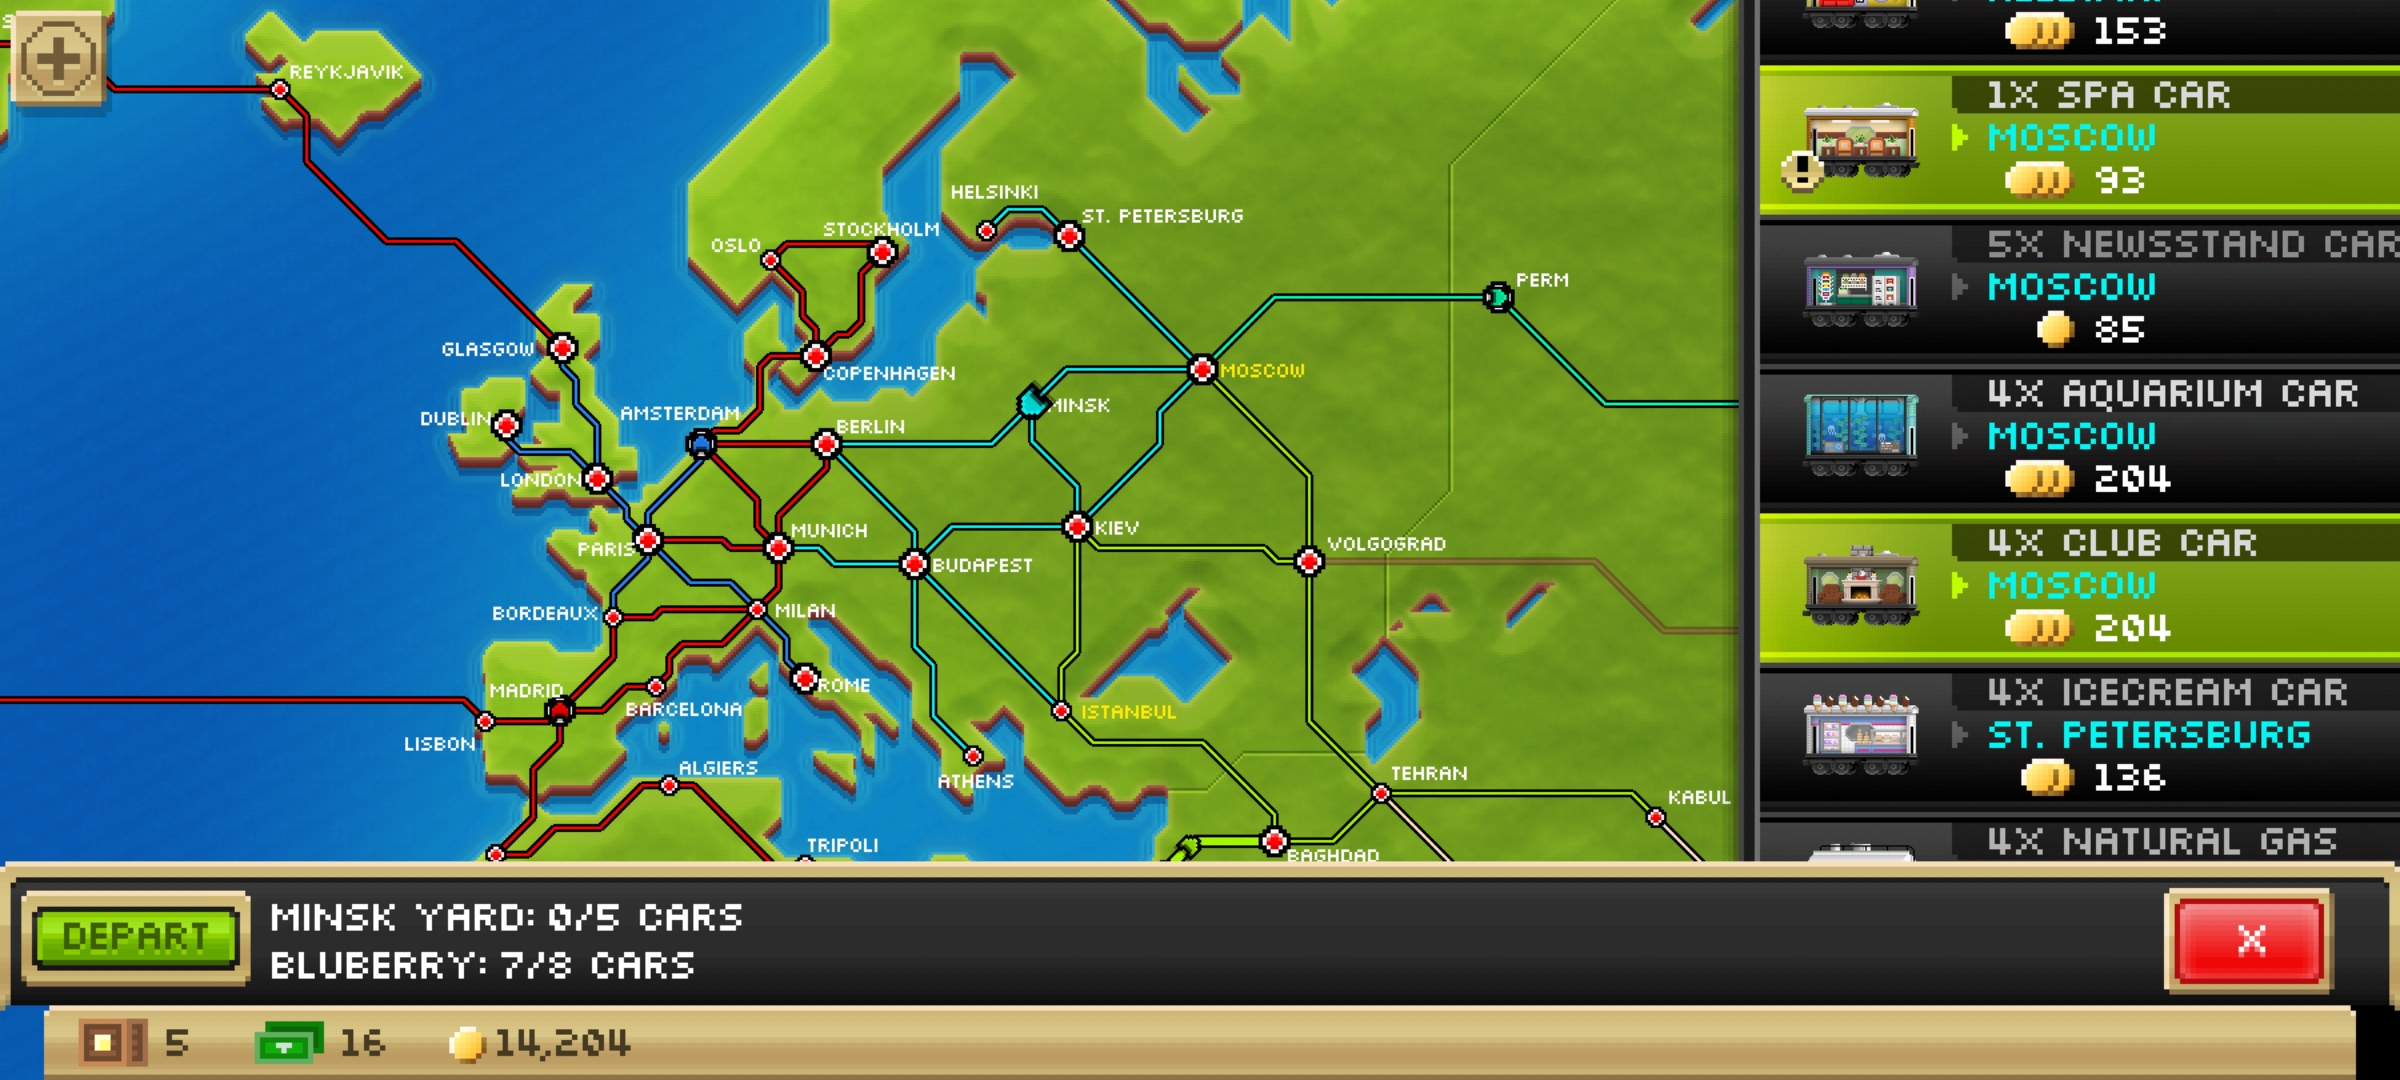 REYKJAVIK
HELSINKI
ST. PETERSBURG
STOCKHOLM
OSLO
PERM
GLASGOW
COPENHAGEN
MOSCOW
DUBLIN
AMSTERDAM
BERLIN
MINSK
LONDON
MUNICH
KIEV
PARIS
BUDAPEST
VOLGOGRAD
BORDEAUX
MILAN
MADRID
ROME
BARCELONA
ISTANBUL
LISBON
ALGIERS
ATHENS
TEHRAN
KABUL
TRIPOLI
BAGHDAD
153
1X SPA CAR
MOSCOW
93
5X NEWSSTAND CAR
MOSCOW
85
4X AQUARIUM CAR
MOSCOW
204
4X CLUB CAR
MOSCOW
204
4X ICECREAM CAR
ST. PETERSBURG
136
4X NATURAL GAS
DEPART
MINSK YARD: 0/5 CARS
BLUBERRY: 7/8 CARS
X
5
16
14,204